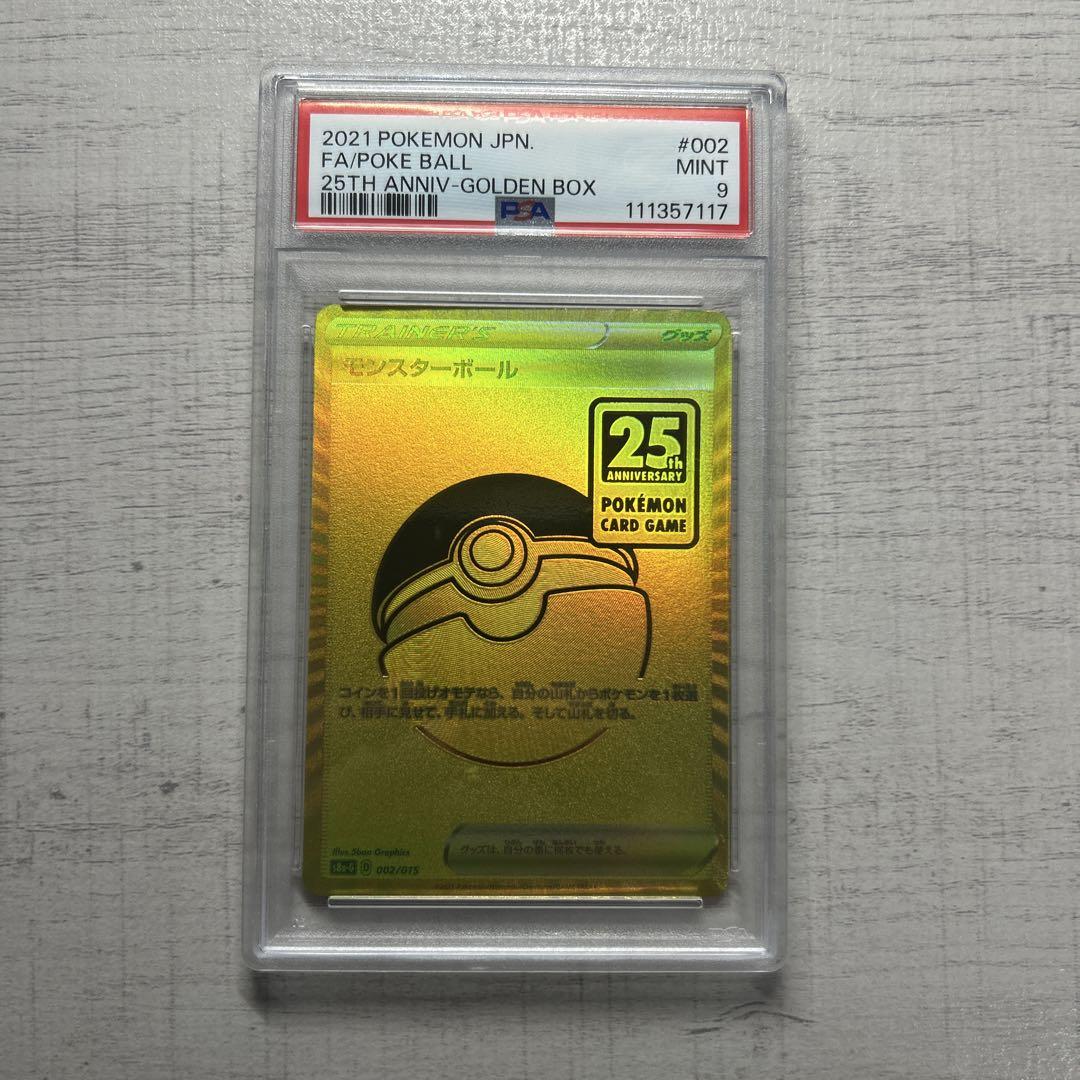 2021 POKEMON JPN. #002
FA/POKE BALL MINT
25TH ANNIV-GOLDEN BOX 9
PSA 111357117
TRAINER'S グッズ
モンスターボール
25th
ANNIVERSARY
POKÉMON
CARD GAME
コインを1回投げオモテなら、自分の山札からポケモンを1枚選
び、相手に見せて、手札に加える。そして山札を切る。
グッズは、自分の番に何枚でも使える。
Illus. 5ban Graphics
s8a-G D 002/015